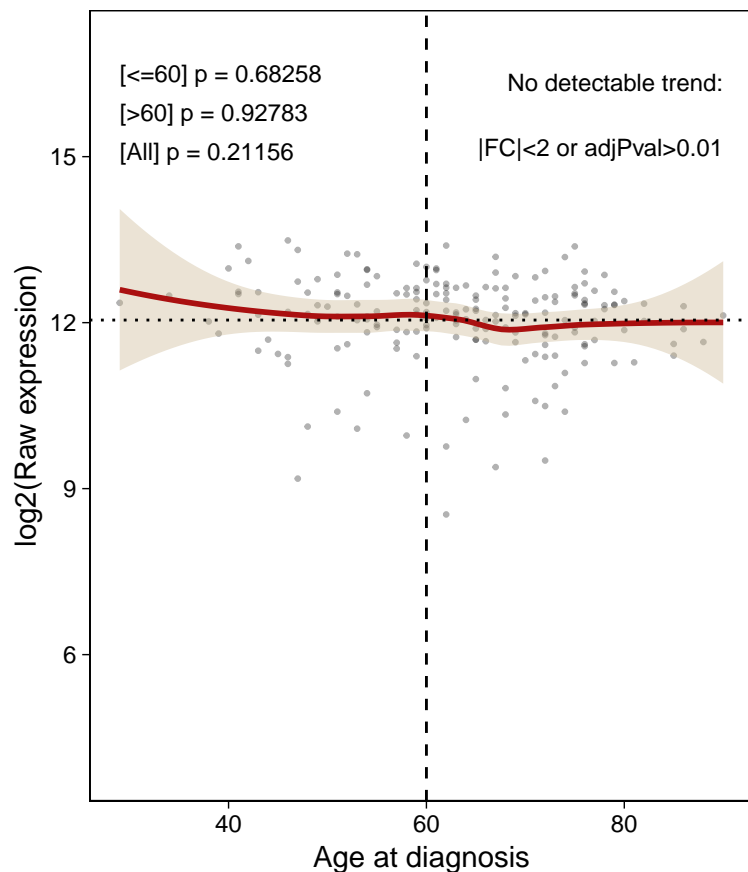 [<=60] p = 0.68258
[>60] p = 0.92783
[All] p = 0.21156
No detectable trend:
|FC|<2 or adjPval>0.01
log2(Raw expression)
15
12
9
6
40
60
80
Age at diagnosis